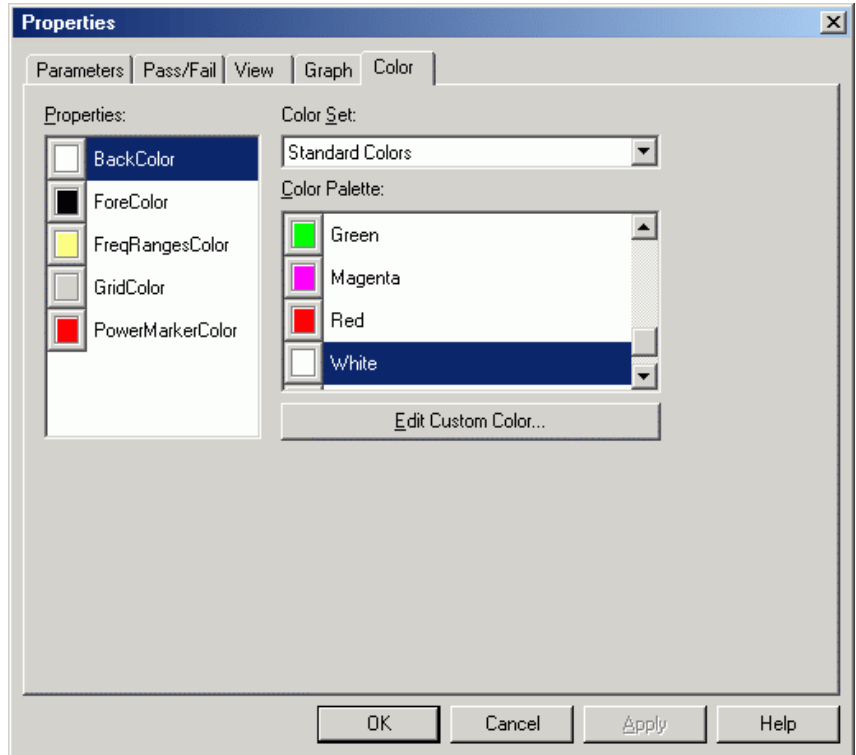 Properties
Parameters Pass/Fail View Graph Color
Properties:
BackColor
ForeColor
FreqRangesColor
GridColor
PowerMarkerColor
Color Set:
Standard Colors
Color Palette:
Green
Magenta
Red
White
Edit Custom Color...
OK Cancel Apply Help